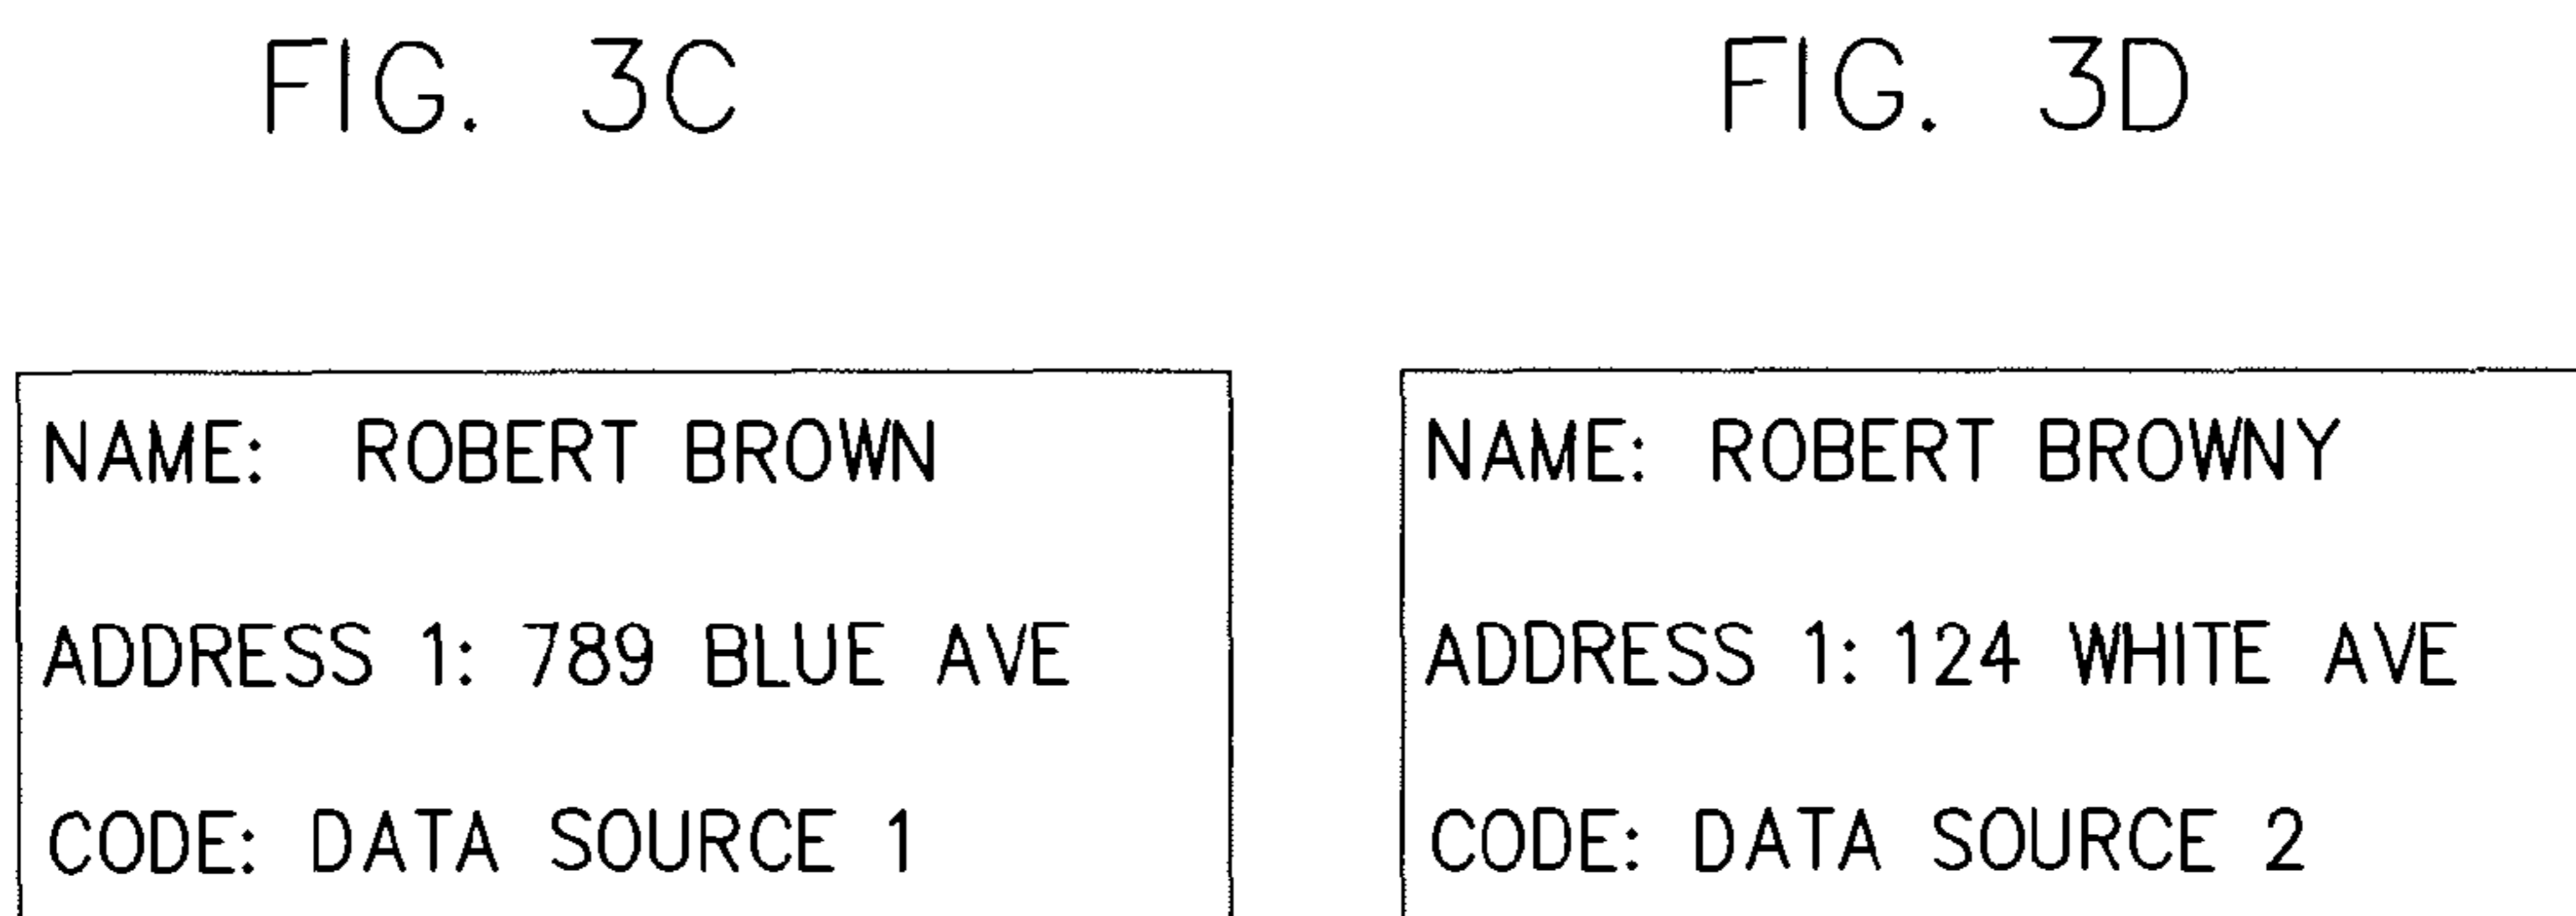 FIG. 3C
NAME: ROBERT BROWN
ADDRESS 1: 789 BLUE AVE
CODE: DATA SOURCE 1
FIG. 3D
NAME: ROBERT BROWNY
ADDRESS 1: 124 WHITE AVE
CODE: DATA SOURCE 2